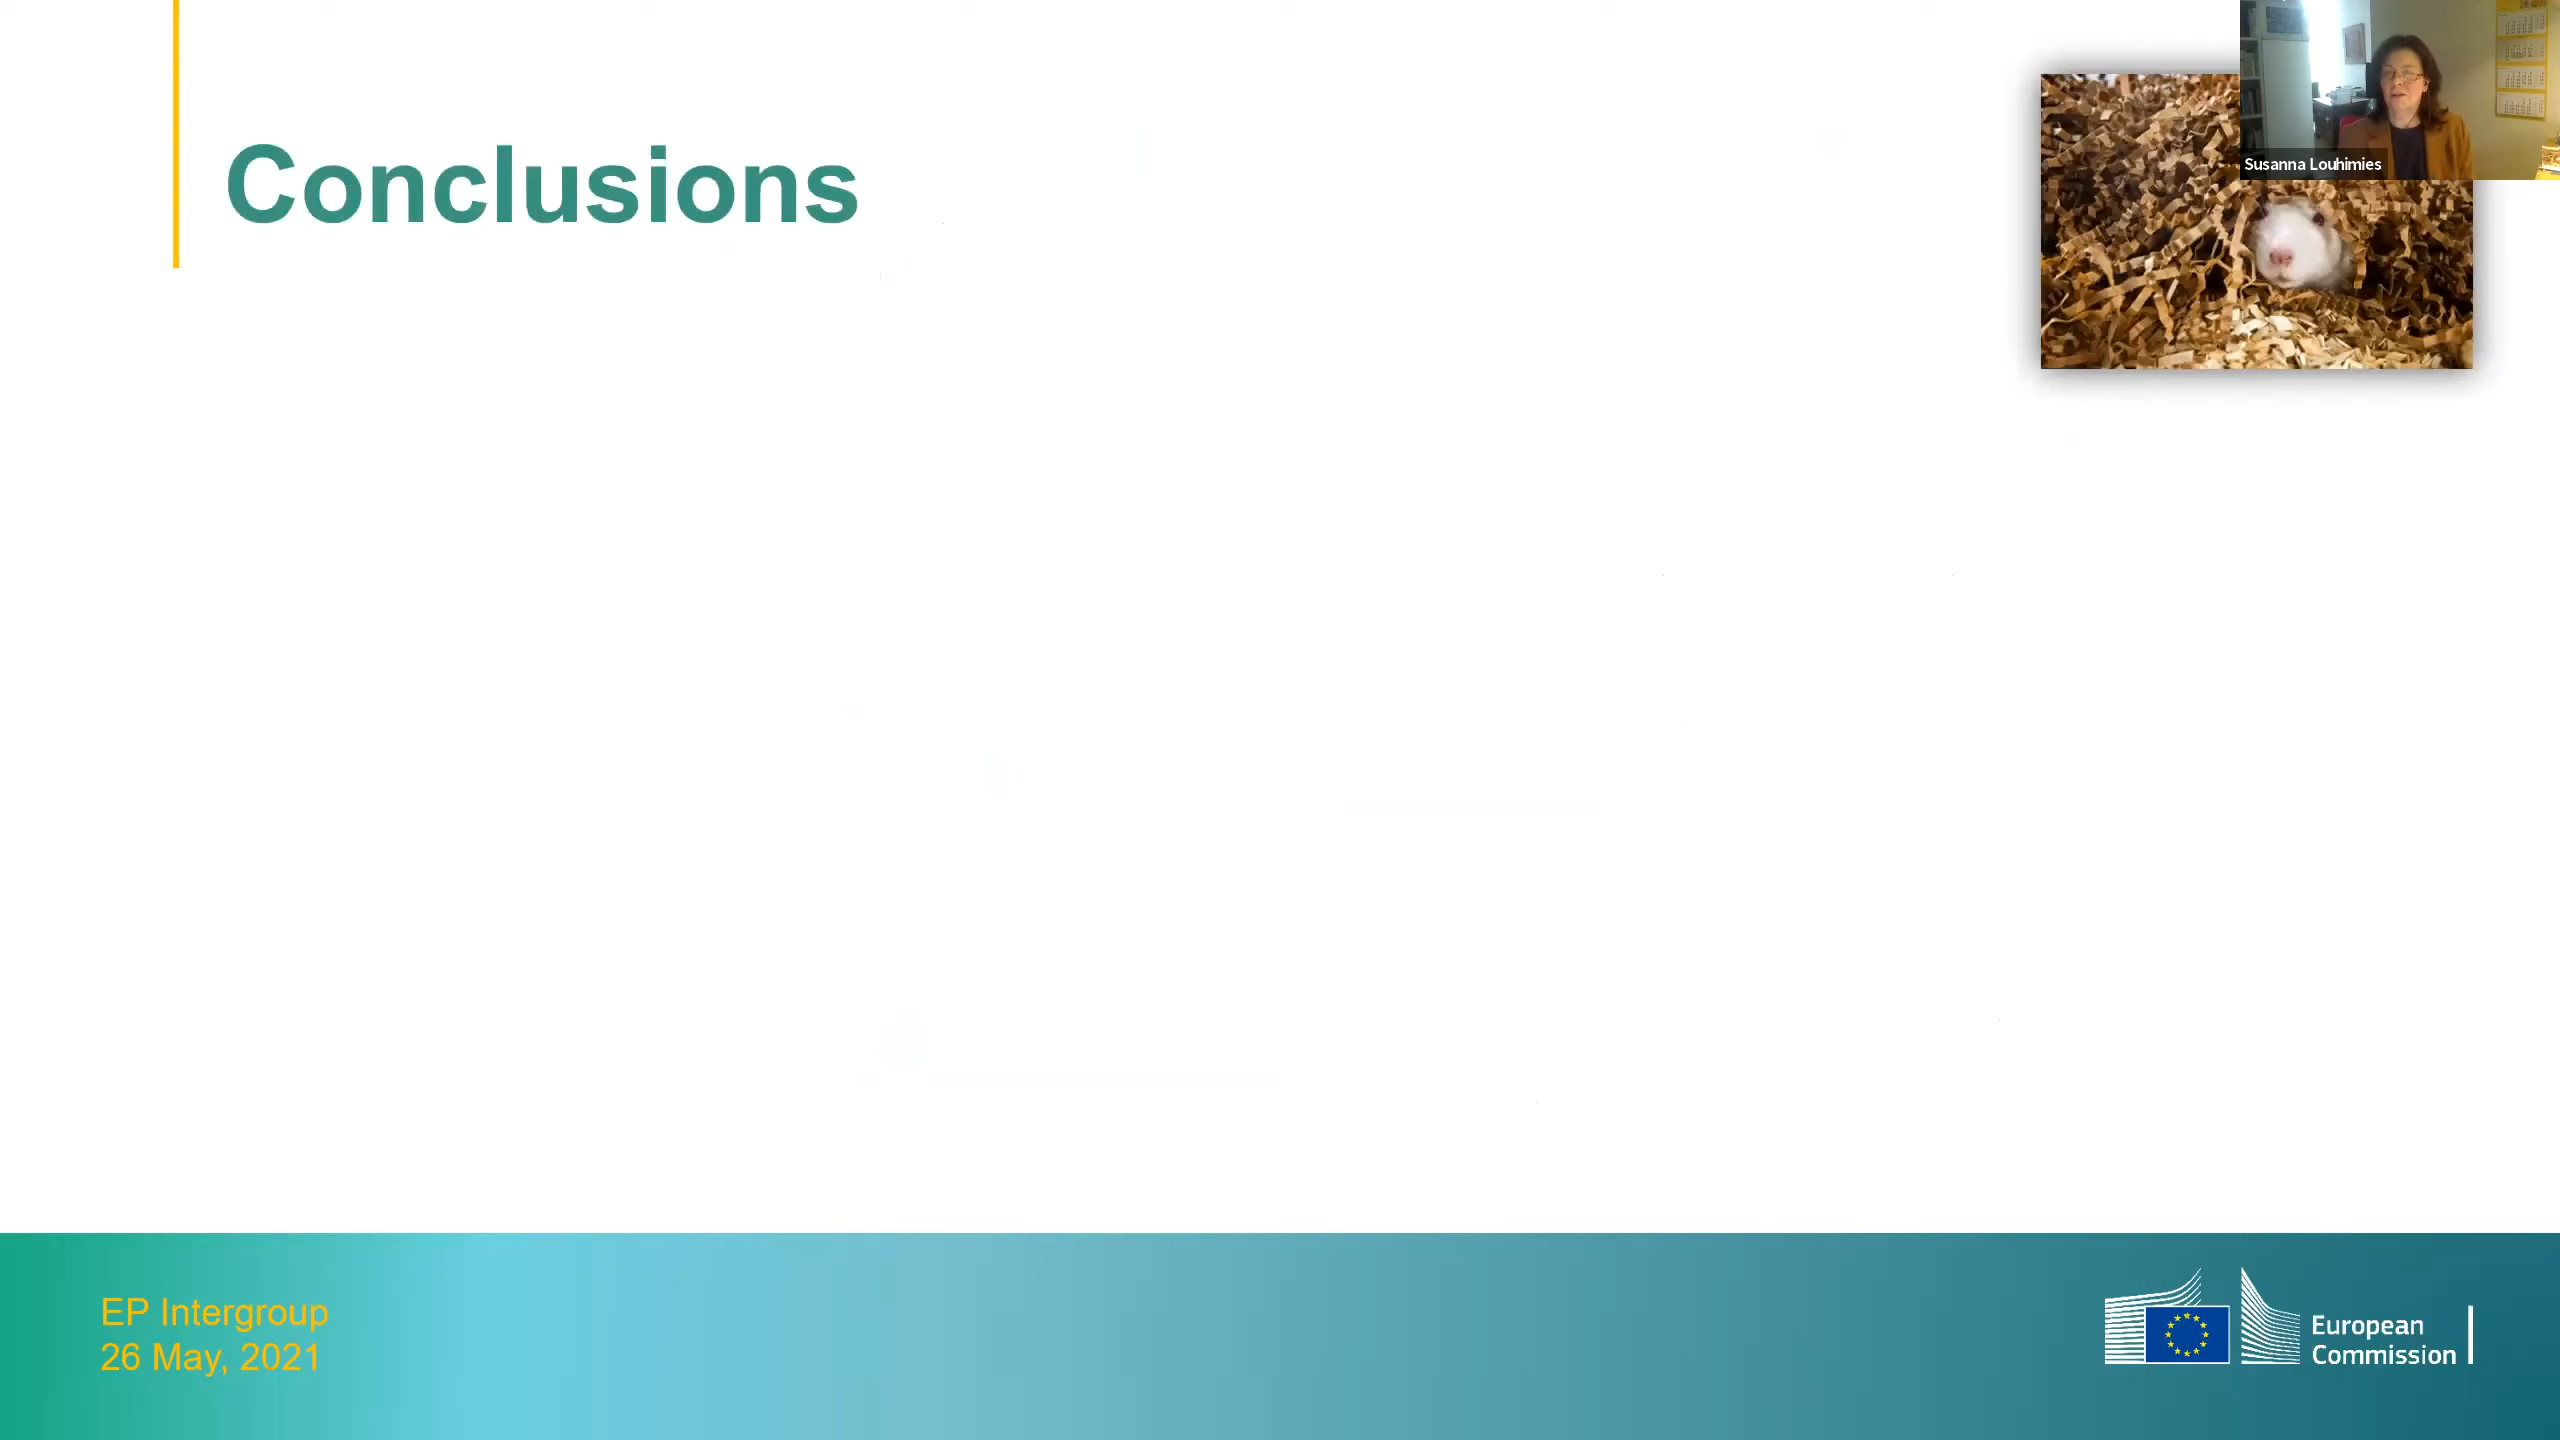 Susanna Louhimies
Conclusions
EP Intergroup
26 May, 2021
European
Commission